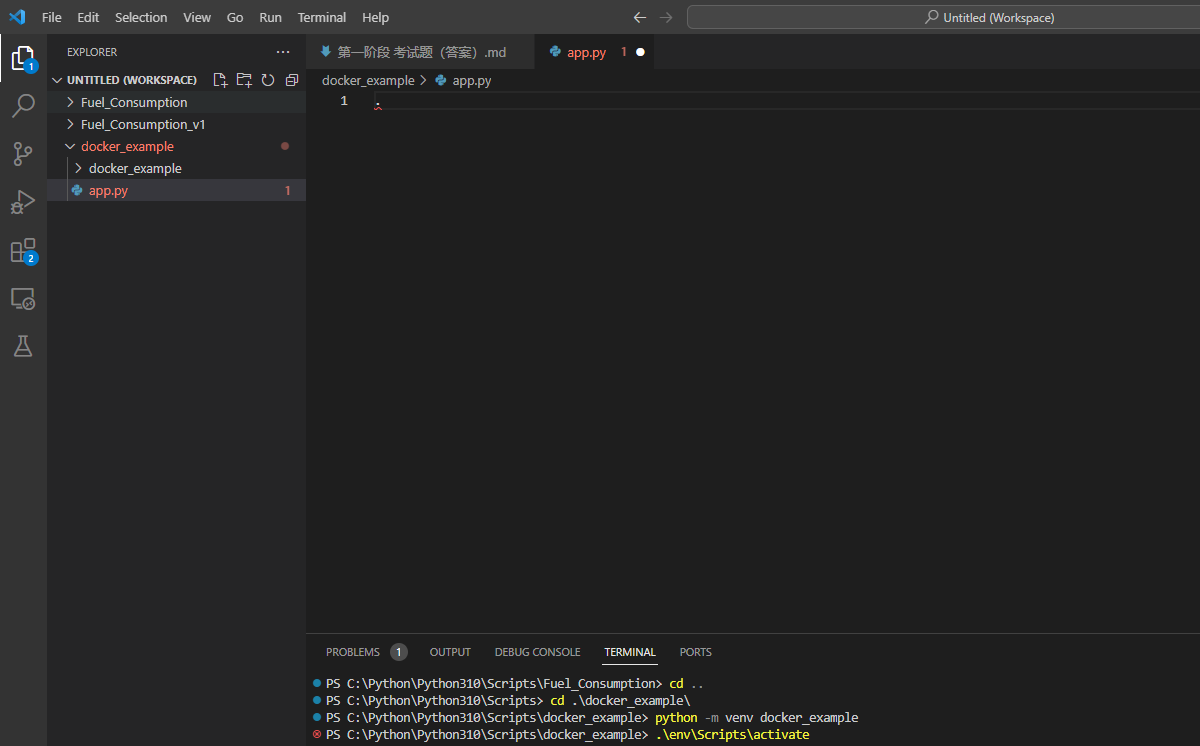 File Edit Selection View Go Run Terminal Help
Untitled (Workspace)
1
2
EXPLORER
UNTITLED (WORKSPACE)
Fuel_Consumption
Fuel_Consumption_v1
docker_example
docker_example
app.py 1
第一阶段 考试题（答案）.md
app.py 1
docker_example > app.py
1 .
PROBLEMS 1 OUTPUT DEBUG CONSOLE TERMINAL PORTS
PS C:\Python\Python310\Scripts\Fuel_Consumption> cd ..
PS C:\Python\Python310\Scripts> cd .\docker_example\
PS C:\Python\Python310\Scripts\docker_example> python -m venv docker_example
PS C:\Python\Python310\Scripts\docker_example> .\env\Scripts\activate